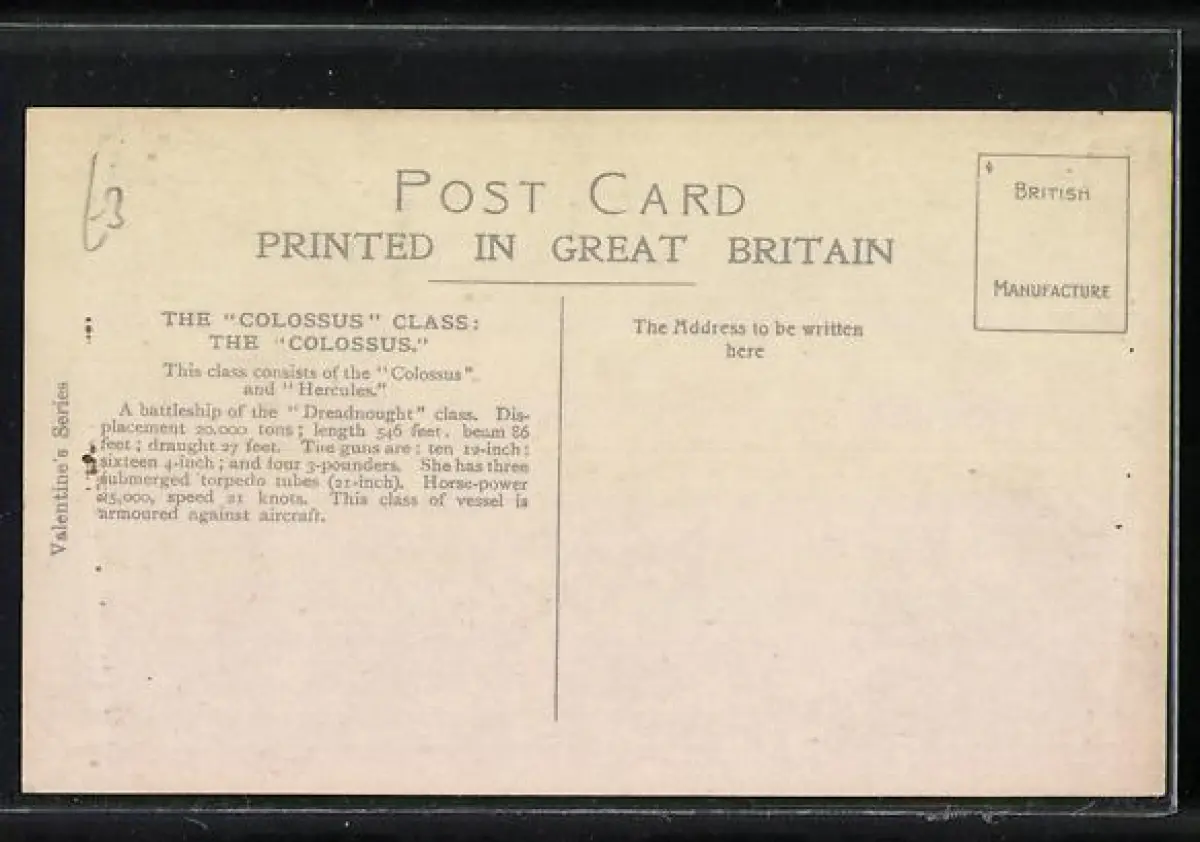 POST CARD
PRINTED IN GREAT BRITAIN
BRITISH
MANUFACTURE
THE "COLOSSUS" CLASS:
THE "COLOSSUS."
This class consists of the "Colossus"
and "Hercules."
A battleship of the "Dreadnought" class. Dis-
placement 20,000 tons; length 546 feet, beam 86
feet; draught 27 feet. The guns are: ten 12-inch:
sixteen 4-inch; and four 3-pounders. She has three
submerged torpedo tubes (21-inch). Horse-power
25,000, speed 21 knots. This class of vessel is
armoured against aircraft.
The Address to be written
here
Valentine's Series